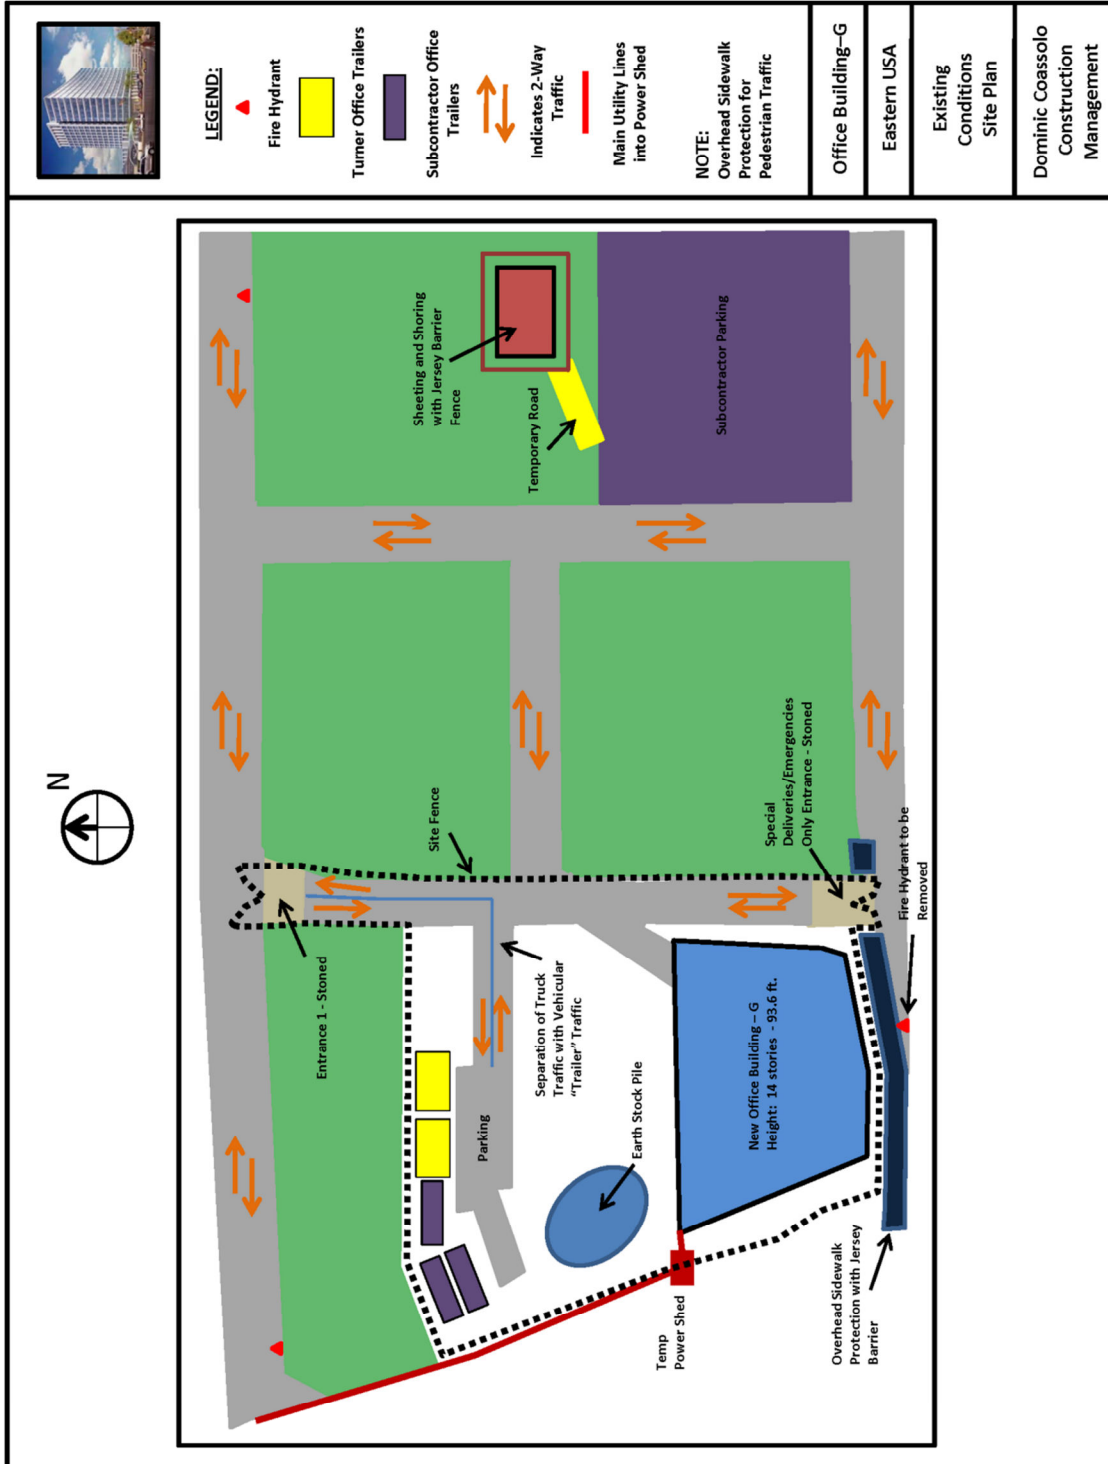 N
LEGEND:
Fire Hydrant
Turner Office Trailers
Subcontractor Office
Trailers
Indicates 2-Way
Traffic
Main Utility Lines
into Power Shed
NOTE:
Overhead Sidewalk
Protection for
Pedestrian Traffic
Office Building–G
Eastern USA
Existing
Conditions
Site Plan
Dominic Coassolo
Construction
Management
Sheeting and Shoring
with Jersey Barrier
Fence
Temporary Road
Subcontractor Parking
Site Fence
Special
Deliveries/Emergencies
Only Entrance - Stoned
Fire Hydrant to be
Removed
Entrance 1 - Stoned
Separation of Truck
Traffic with Vehicular
"Trailer" Traffic
Parking
Earth Stock Pile
New Office Building – G
Height: 14 stories - 93.6 ft.
Temp
Power Shed
Overhead Sidewalk
Protection with Jersey
Barrier